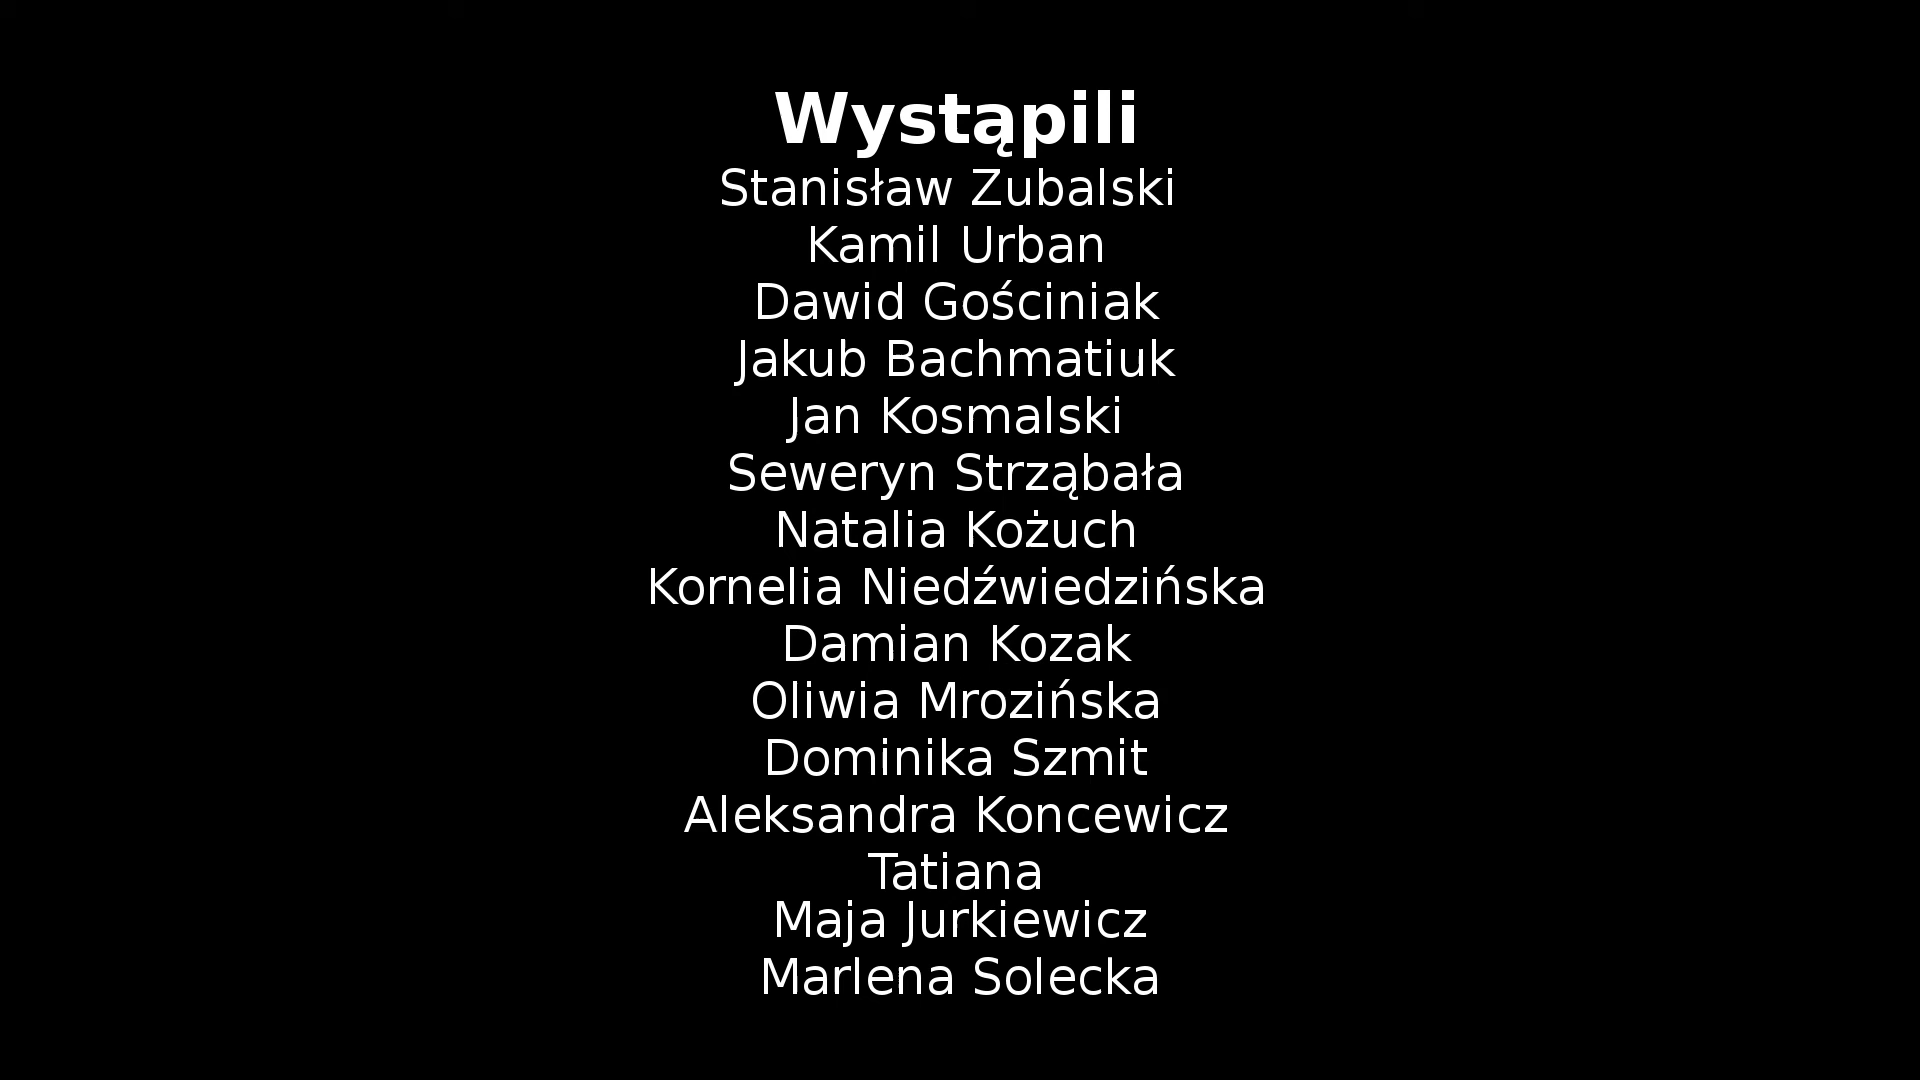 Wystąpili
Stanisław Zubalski
Kamil Urban
Dawid Gościniak
Jakub Bachmatiuk
Jan Kosmalski
Seweryn Strząbała
Natalia Kożuch
Kornelia Niedźwiedzińska
Damian Kozak
Oliwia Mrozińska
Dominika Szmit
Aleksandra Koncewicz
Tatiana
Maja Jurkiewicz
Marlena Solecka